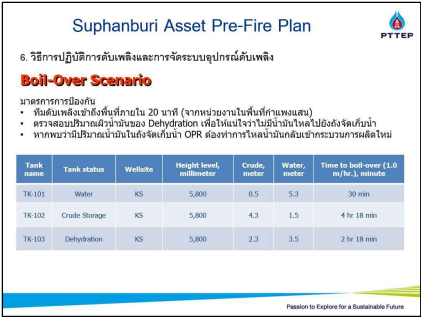 Suphanburi Asset Pre-Fire Plan
PTTEP
6. วิธีการปฏิบัติการดับเพลิงและการจัดระบบอุปกรณ์ดับเพลิง
Boil-Over Scenario
มาตรการการป้องกัน
• ทีมดับเพลิงเข้าถึงพื้นที่ภายใน 20 นาที (จากหน่วยงานในพื้นที่กำแพงแสน)
• ตรวจสอบปริมาณผิวน้ำมันของ Dehydration เพื่อให้แน่ใจว่าไม่มีน้ำมันไหลไปยังถังจัดเก็บน้ำ
• หากพบว่ามีปริมาณน้ำมันในถังจัดเก็บน้ำ OPR ต้องทำการไหลน้ำมันกลับเข้ากระบวนการผลิตใหม่
Tank name Tank status Wellsite Height level, millimeter Crude, meter Water, meter Time to boil-over (1.0 m/hr.), minute
TK-101 Water KS 5,800 0.5 5.3 30 min
TK-102 Crude Storage KS 5,800 4.3 1.5 4 hr 18 min
TK-103 Dehydration KS 5,800 2.3 3.5 2 hr 18 min
Passion to Explore for a Sustainable Future